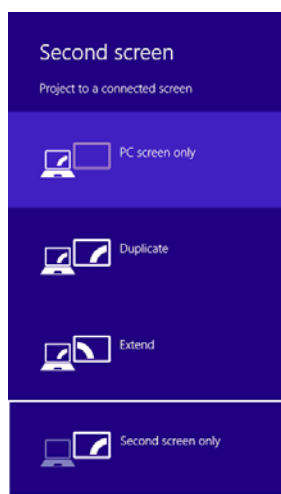 Second screen
Project to a connected screen
PC screen only
Duplicate
Extend
Second screen only